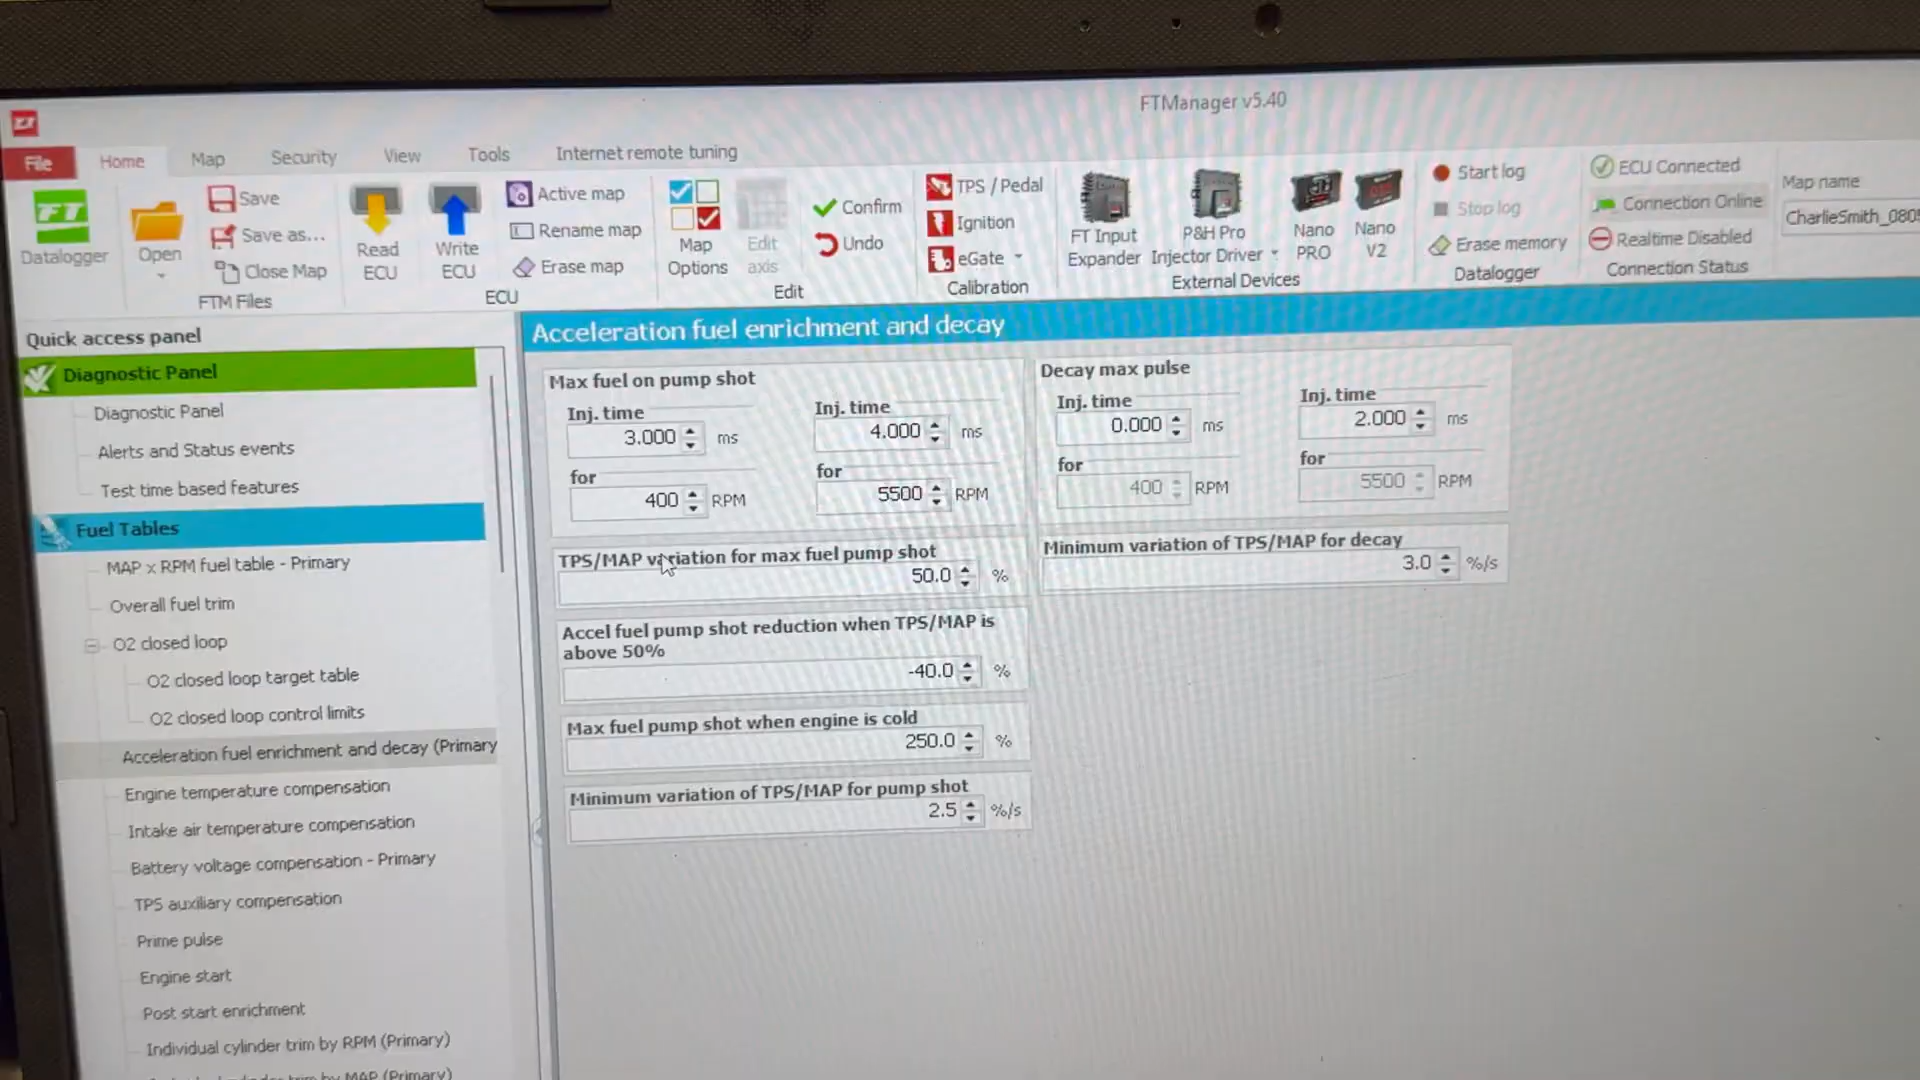 FTManager v5.40
File Home Map Security View Tools Internet remote tuning
FT
Datalogger
Open
Save
Save as...
Close Map
FTM Files
Read ECU
Write ECU
Active map
Rename map
Erase map
ECU
Map Options
Edit axis
Confirm
Undo
Edit
TPS / Pedal
Ignition
eGate
Calibration
FT Input Expander
P&H Pro Injector Driver
Nano PRO
Nano V2
External Devices
Start log
Stop log
Erase memory
Datalogger
ECU Connected
Connection Online
Realtime Disabled
Connection Status
Map name
CharlieSmith_080
Quick access panel
Diagnostic Panel
Diagnostic Panel
Alerts and Status events
Test time based features
Fuel Tables
MAP x RPM fuel table - Primary
Overall fuel trim
O2 closed loop
O2 closed loop target table
O2 closed loop control limits
Acceleration fuel enrichment and decay (Primary
Engine temperature compensation
Intake air temperature compensation
Battery voltage compensation - Primary
TPS auxiliary compensation
Prime pulse
Engine start
Post start enrichment
Individual cylinder trim by RPM (Primary)
trim by MAP (Primary)
Acceleration fuel enrichment and decay
Max fuel on pump shot
Inj. time Inj. time
3.000 ms 4.000 ms
for for
400 RPM 5500 RPM
TPS/MAP variation for max fuel pump shot
50.0 %
Accel fuel pump shot reduction when TPS/MAP is
above 50%
-40.0 %
Max fuel pump shot when engine is cold
250.0 %
Minimum variation of TPS/MAP for pump shot
2.5 %/s
Decay max pulse
Inj. time Inj. time
0.000 ms 2.000 ms
for for
400 RPM 5500 RPM
Minimum variation of TPS/MAP for decay
3.0 %/s